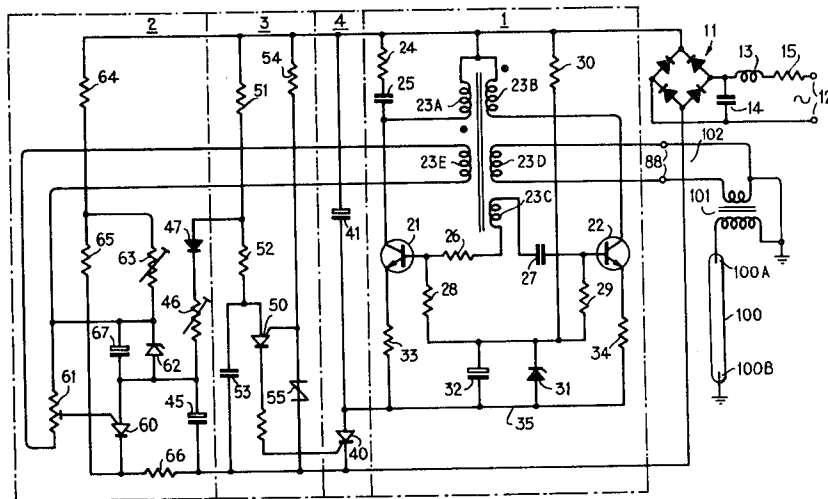 2 3 4 1
64 51 54 24 25 23A 23B 30 11 13 15 12 14
23E 23D 88 102 101
47 23C
65 63 52 41 21 26 27 22
46 50 28 29 100A
67 62 33 34 100
61 60 45 53 55 32 31 100B
66 40 35